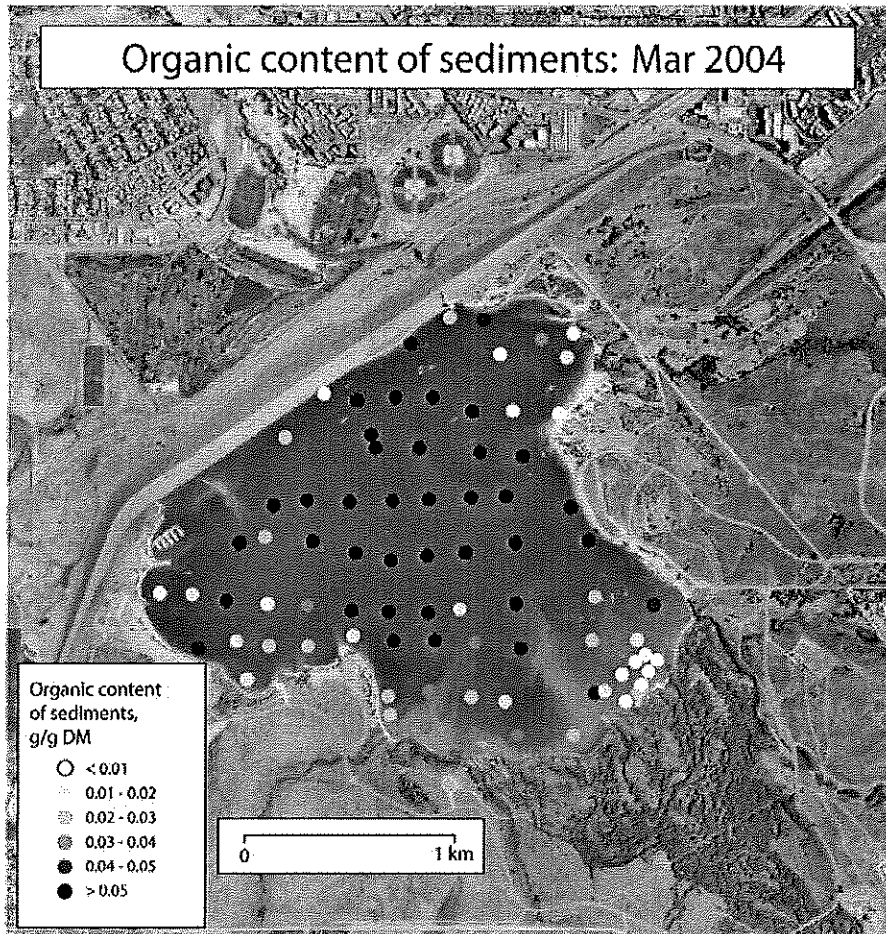 Organic content of sediments: Mar 2004
Organic content
of sediments,
g/g DM
< 0.01
0.01 - 0.02
0.02 - 0.03
0.03 - 0.04
0.04 - 0.05
> 0.05
0 1 km